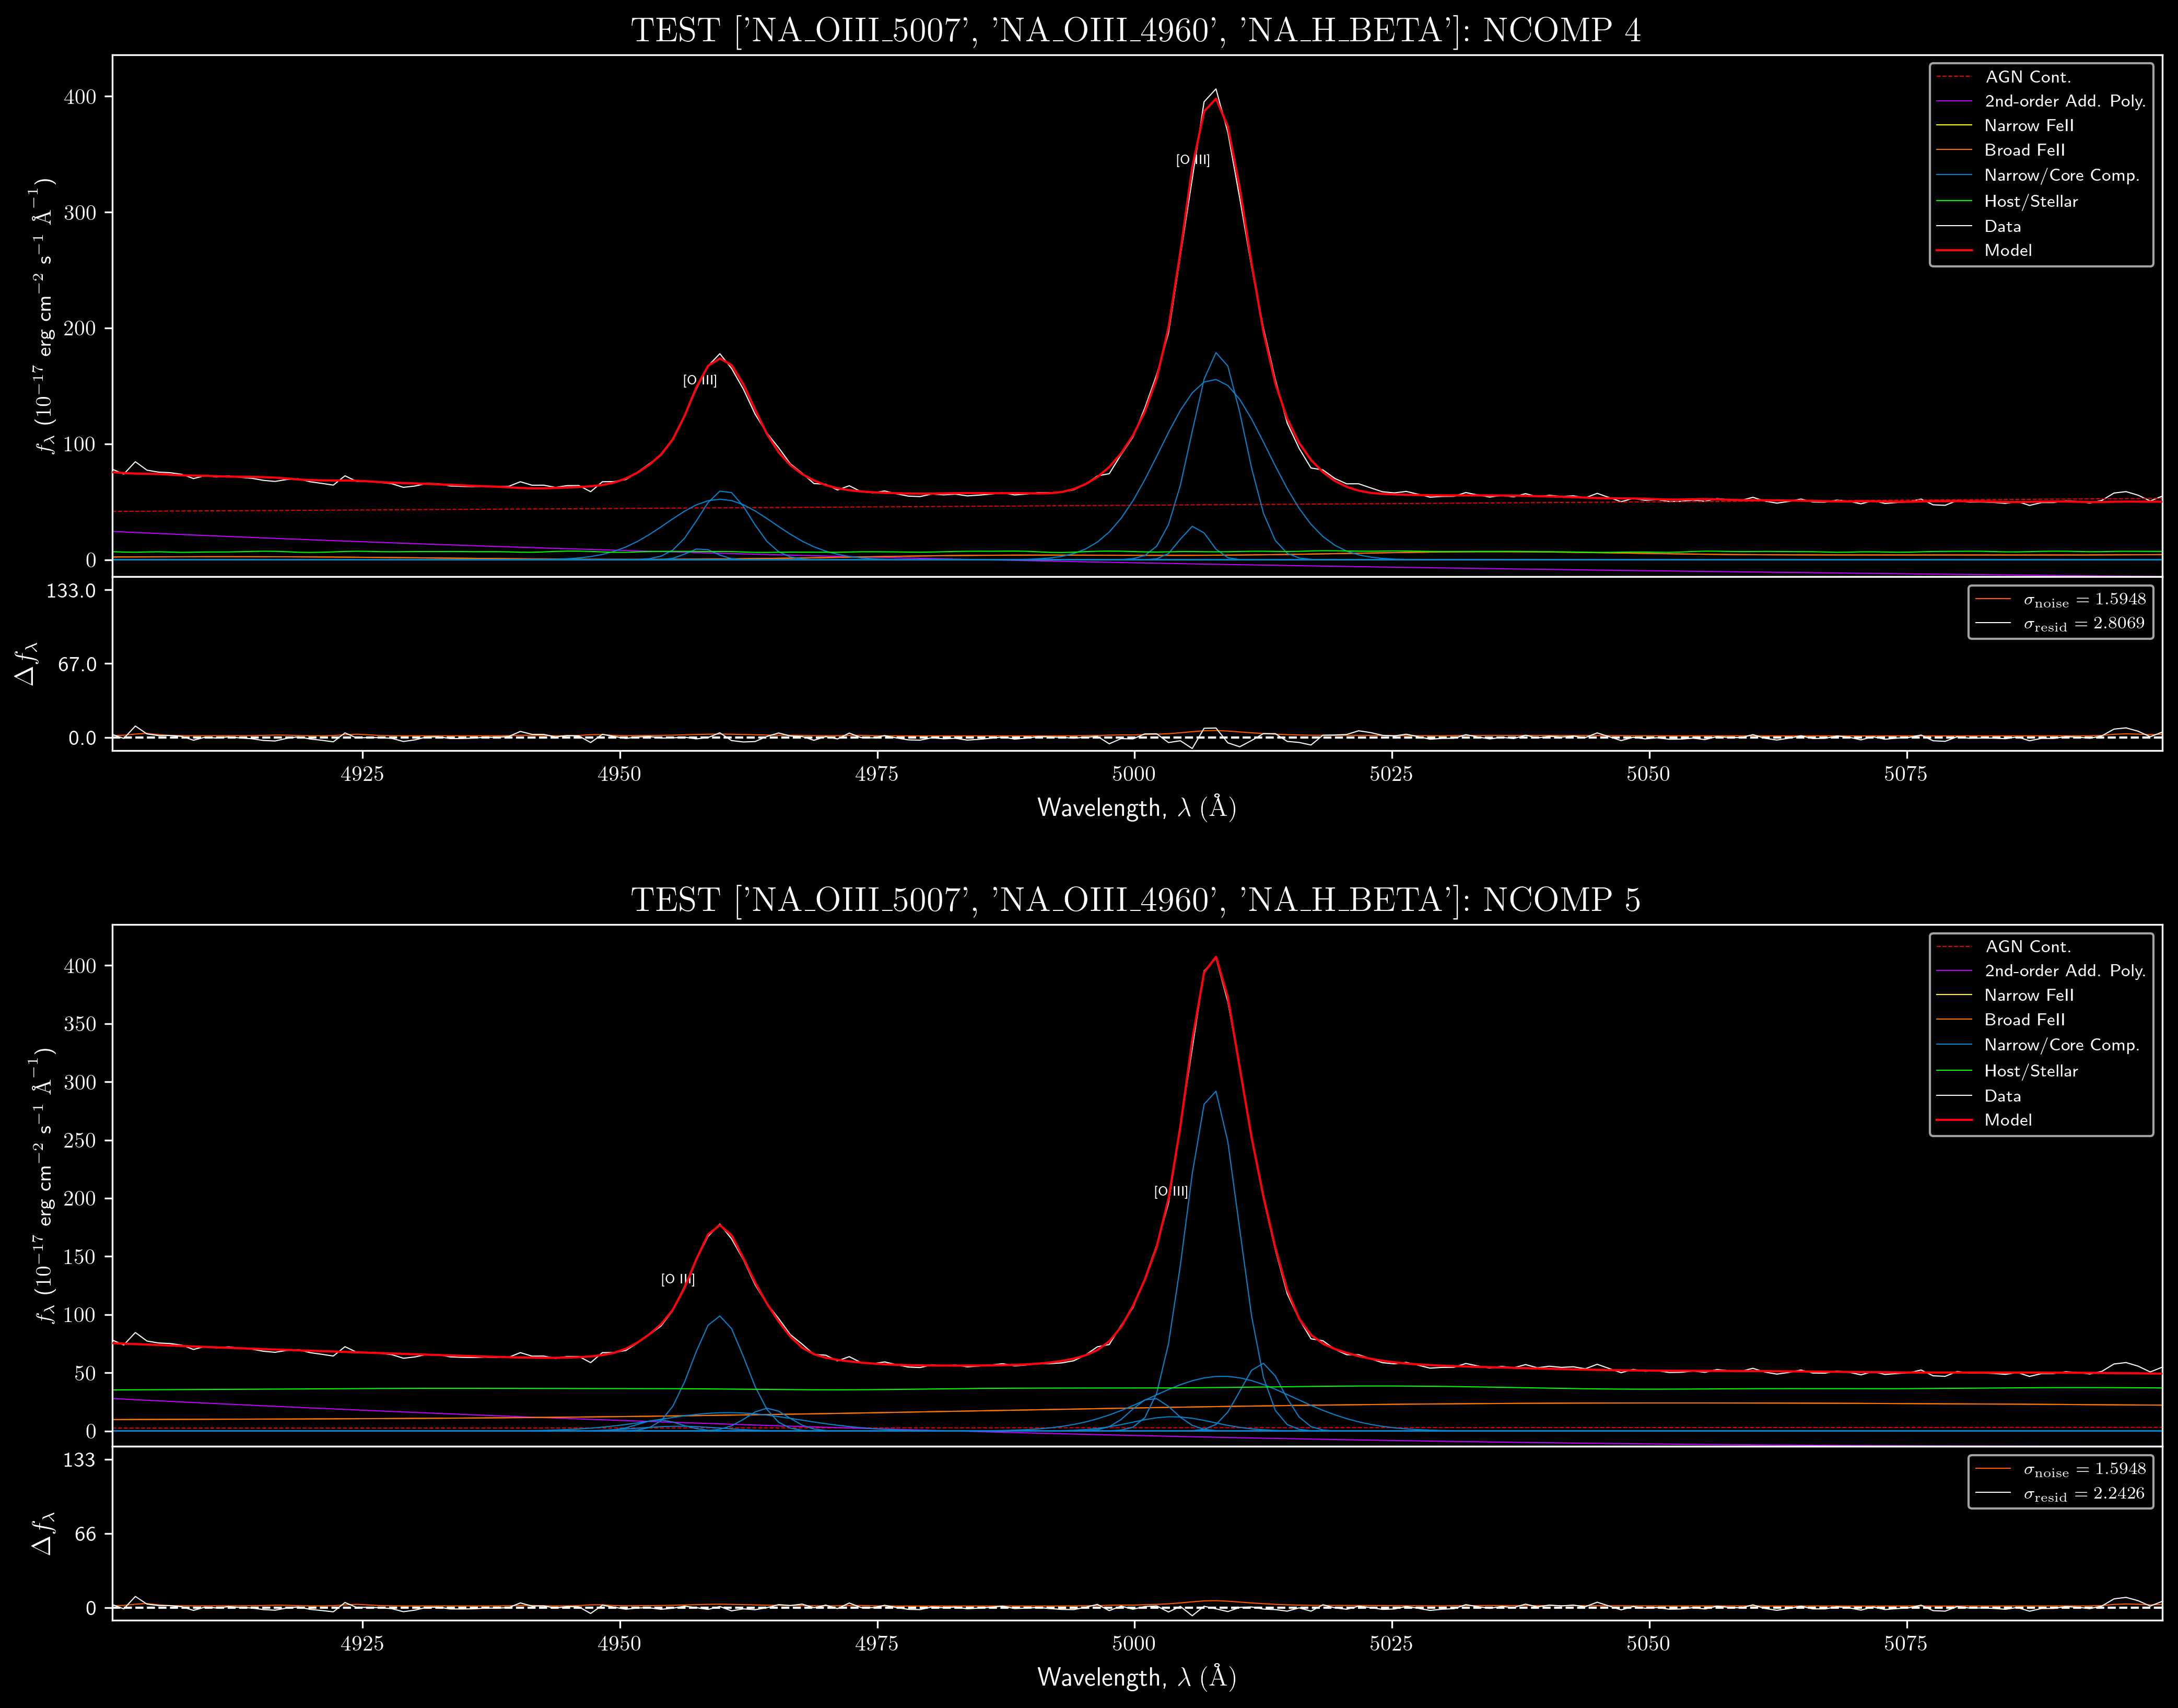 TEST ['NA_OIII_5007', 'NA_OIII_4960', 'NA_H_BETA']: NCOMP 4
400
300
200
100
0
fλ (10⁻¹⁷ erg cm⁻² s⁻¹ Å⁻¹)
[O III]
[O III]
AGN Cont.
2nd-order Add. Poly.
Narrow FeII
Broad FeII
Narrow/Core Comp.
Host/Stellar
Data
Model
133.0
67.0
0.0
Δfλ
σnoise = 1.5948
σresid = 2.8069
4925 4950 4975 5000 5025 5050 5075
Wavelength, λ (Å)
TEST ['NA_OIII_5007', 'NA_OIII_4960', 'NA_H_BETA']: NCOMP 5
400
350
300
250
200
150
100
50
0
fλ (10⁻¹⁷ erg cm⁻² s⁻¹ Å⁻¹)
[O III]
[O III]
AGN Cont.
2nd-order Add. Poly.
Narrow FeII
Broad FeII
Narrow/Core Comp.
Host/Stellar
Data
Model
133
66
0
Δfλ
σnoise = 1.5948
σresid = 2.2426
4925 4950 4975 5000 5025 5050 5075
Wavelength, λ (Å)